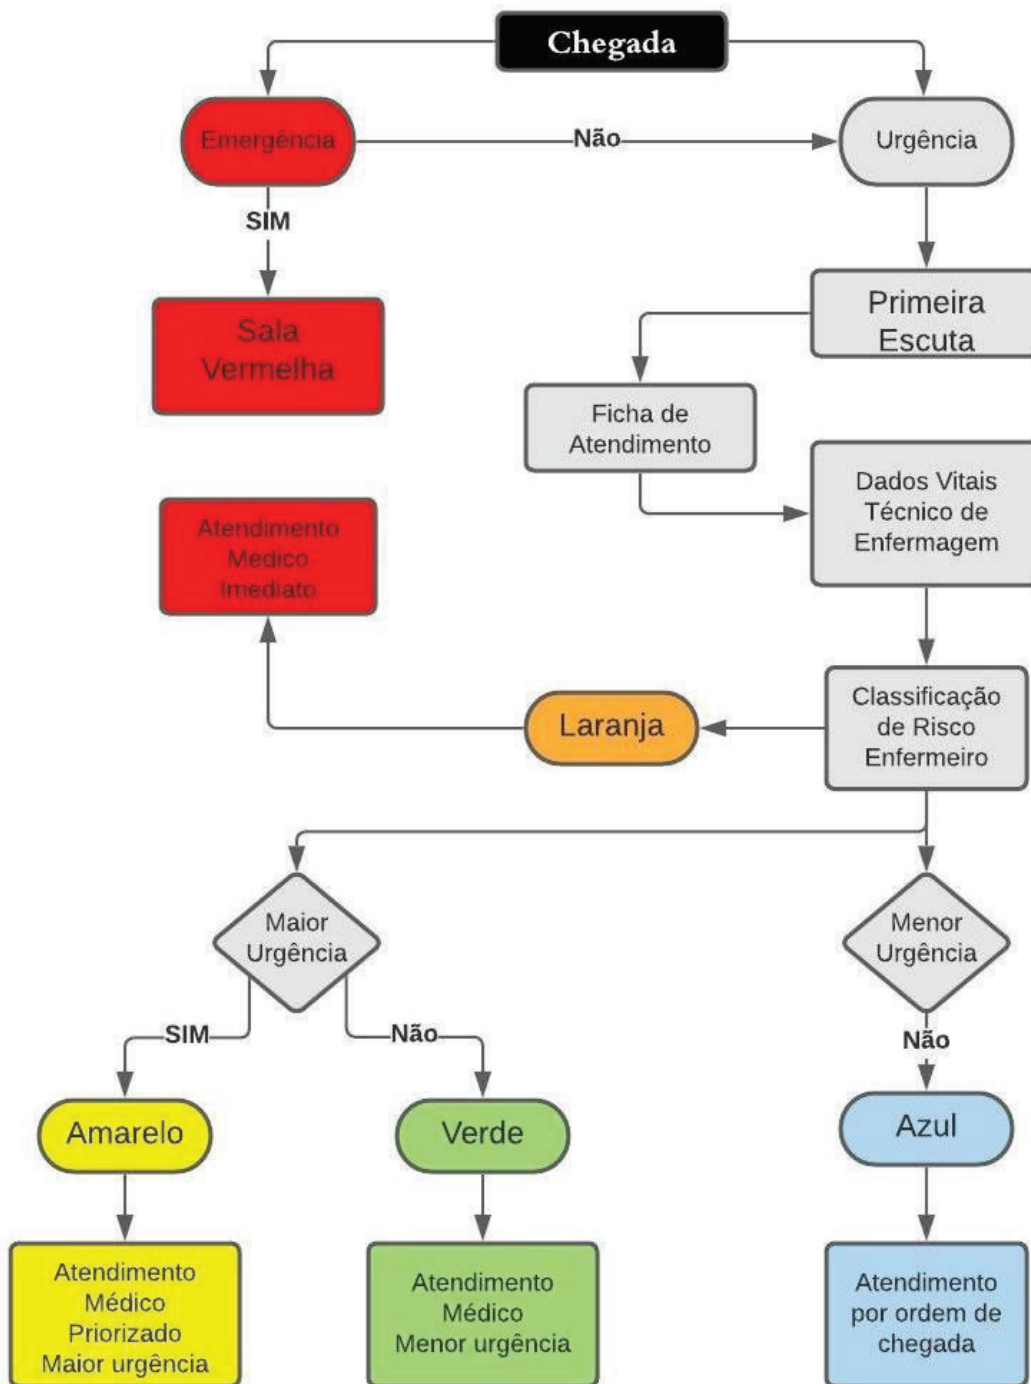 Chegada
Emergência
Não
Urgência
SIM
Sala
Vermelha
Primeira
Escuta
Ficha de
Atendimento
Dados Vitais
Técnico de
Enfermagem
Atendimento
Médico
Imediato
Laranja
Classificação
de Risco
Enfermeiro
Maior
Urgência
Menor
Urgência
SIM
Não
Não
Amarelo
Verde
Azul
Atendimento
Médico
Priorizado
Maior urgência
Atendimento
Médico
Menor urgência
Atendimento
por ordem de
chegada